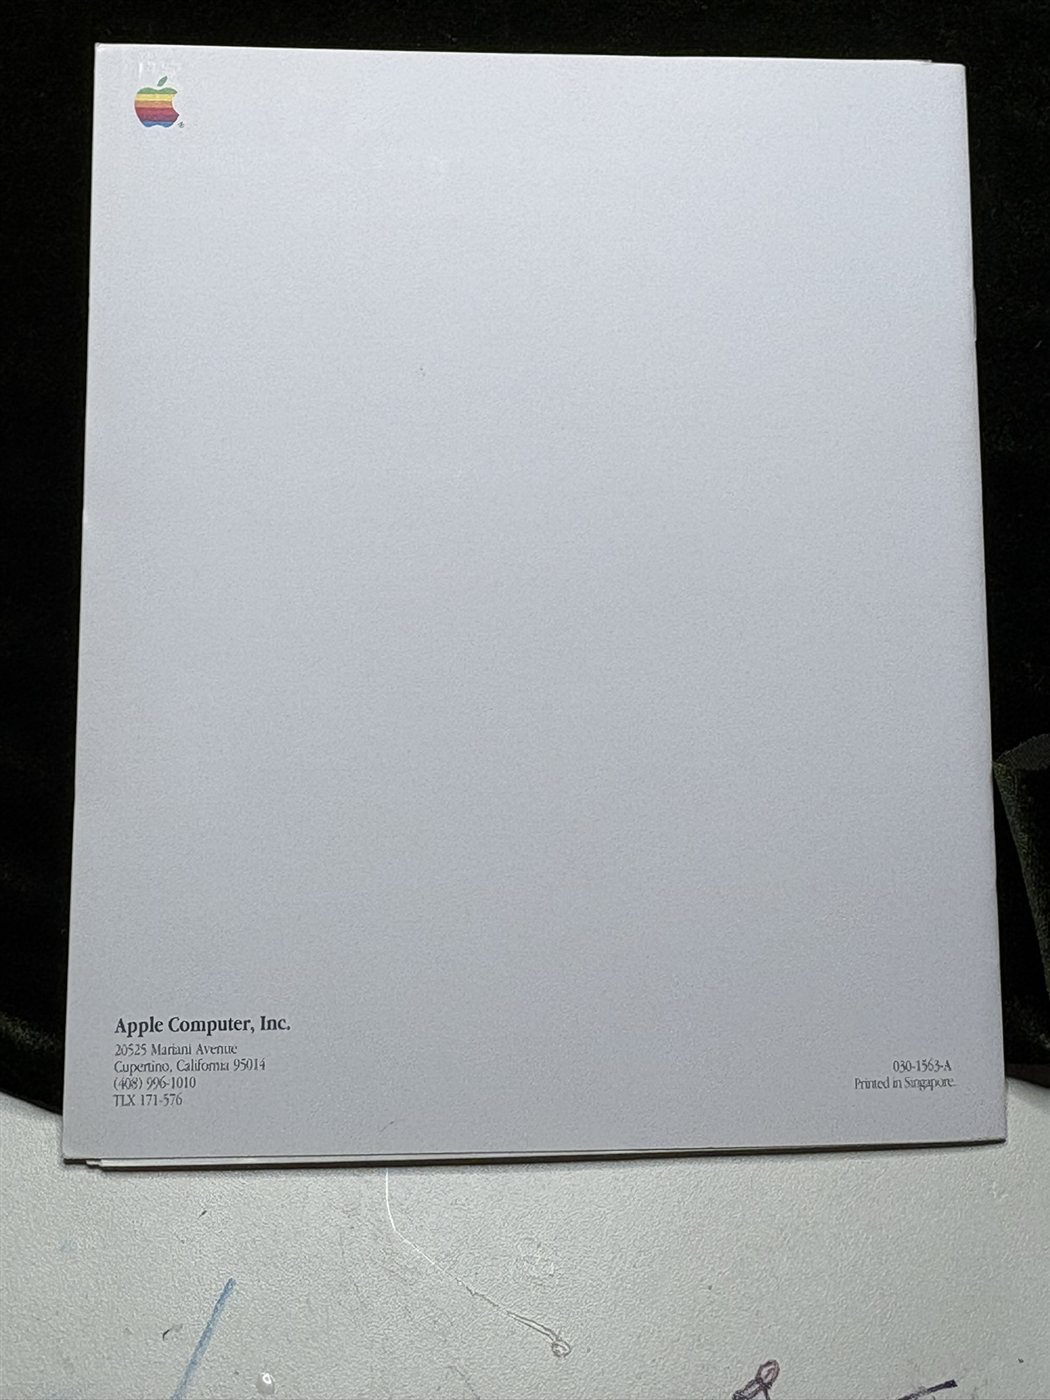 Apple Computer, Inc.
20525 Mariani Avenue
Cupertino, California 95014
(408) 996-1010
TLX 171-576
030-1563-A
Printed in Singapore.